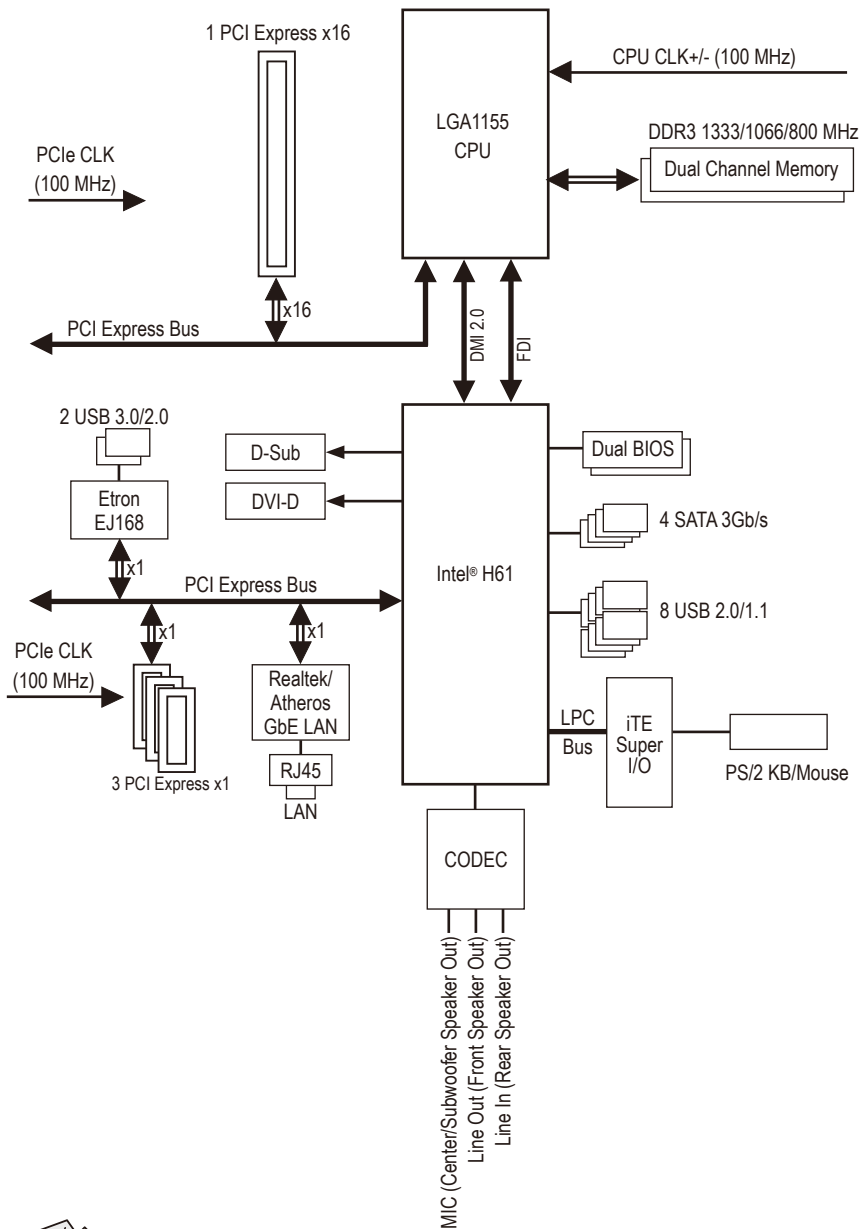 1 PCI Express x16
CPU CLK+/- (100 MHz)
LGA1155
CPU
DDR3 1333/1066/800 MHz
Dual Channel Memory
PCIe CLK
(100 MHz)
x16
PCI Express Bus
DMI 2.0
FDI
2 USB 3.0/2.0
D-Sub
Dual BIOS
Etron
EJ168
DVI-D
4 SATA 3Gb/s
x1
Intel® H61
PCI Express Bus
8 USB 2.0/1.1
x1
x1
PCIe CLK
(100 MHz)
Realtek/
Atheros
GbE LAN
LPC
Bus
iTE
Super
I/O
RJ45
PS/2 KB/Mouse
3 PCI Express x1
LAN
CODEC
MIC (Center/Subwoofer Speaker Out)
Line Out (Front Speaker Out)
Line In (Rear Speaker Out)